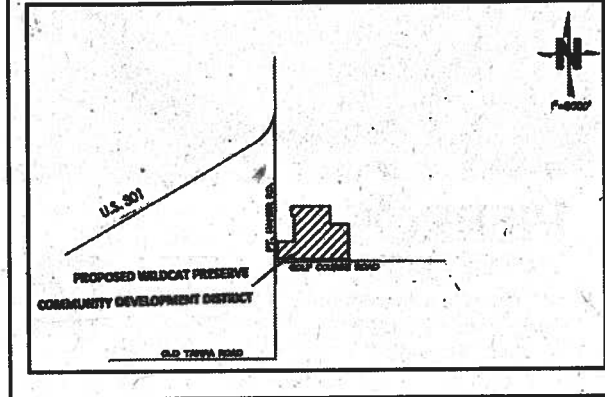 N
U.S. 301
PROPOSED WILDCAT PRESERVE
COMMUNITY DEVELOPMENT DISTRICT
GOLF COURSE ROAD
OLD TAMPA ROAD